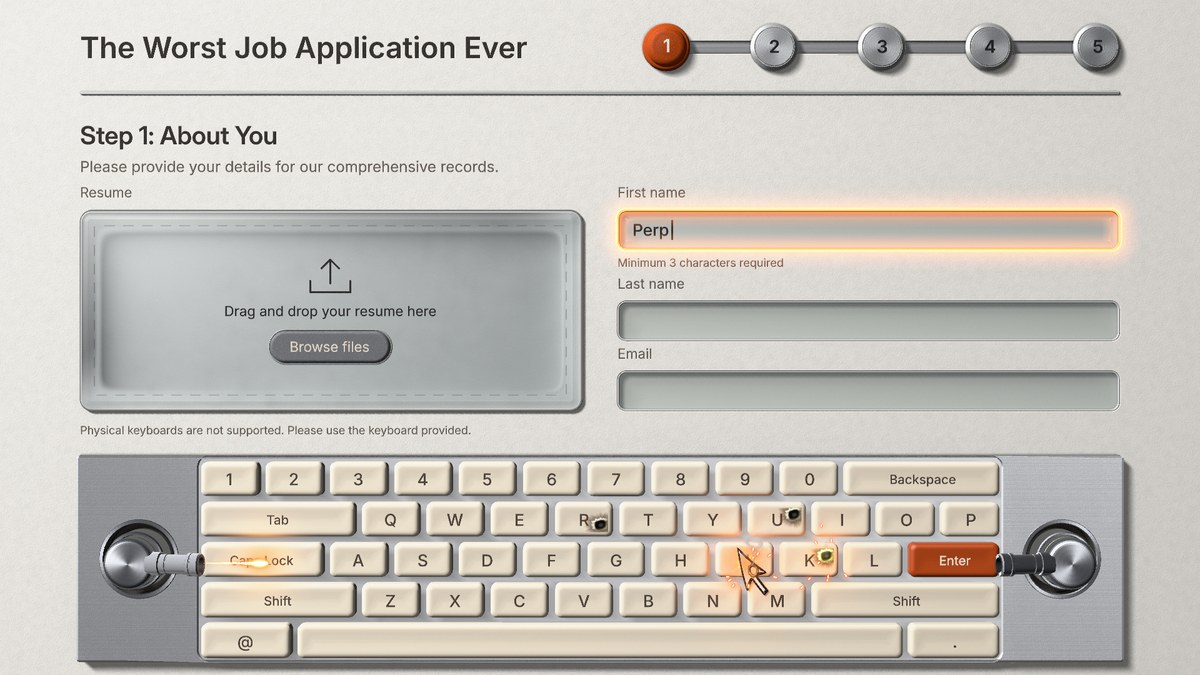 The Worst Job Application Ever
1 2 3 4 5
Step 1: About You
Please provide your details for our comprehensive records.
Resume
Drag and drop your resume here
Browse files
First name
Perp
Minimum 3 characters required
Last name
Email
Physical keyboards are not supported. Please use the keyboard provided.
1 2 3 4 5 6 7 8 9 0 Backspace
Tab Q W E R T Y U I O P
Caps Lock A S D F G H K L Enter
Shift Z X C V B N M Shift
@ .